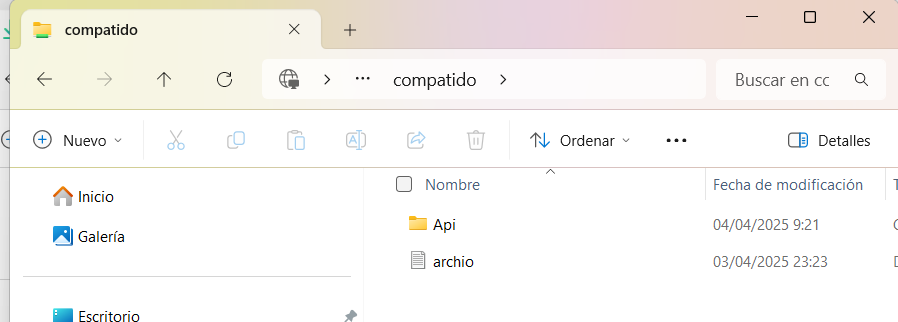 compatido
compatido
Buscar en cc
Nuevo
Ordenar
Detalles
Inicio
Galería
Escritorio
Nombre
Fecha de modificación
Api
04/04/2025 9:21
archio
03/04/2025 23:23